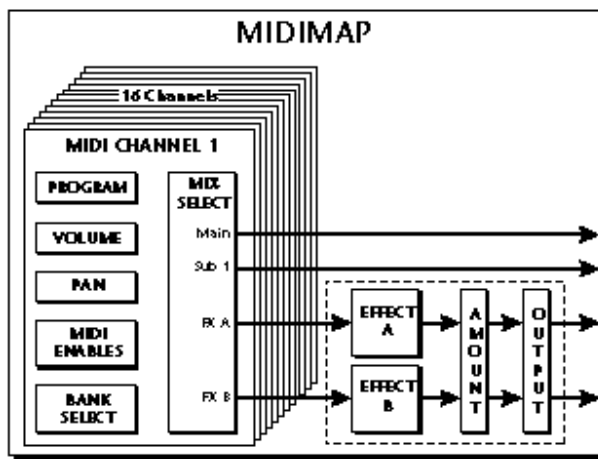 MIDIMAP
16 Channels
MIDI CHANNEL 1
PROGRAM
VOLUME
PAN
MIDI
ENABLES
BANK
SELECT
MIX
SELECT
Main
Sub 1
FX A
FX B
EFFECT
A
EFFECT
B
AMOUNT
OUTPUT